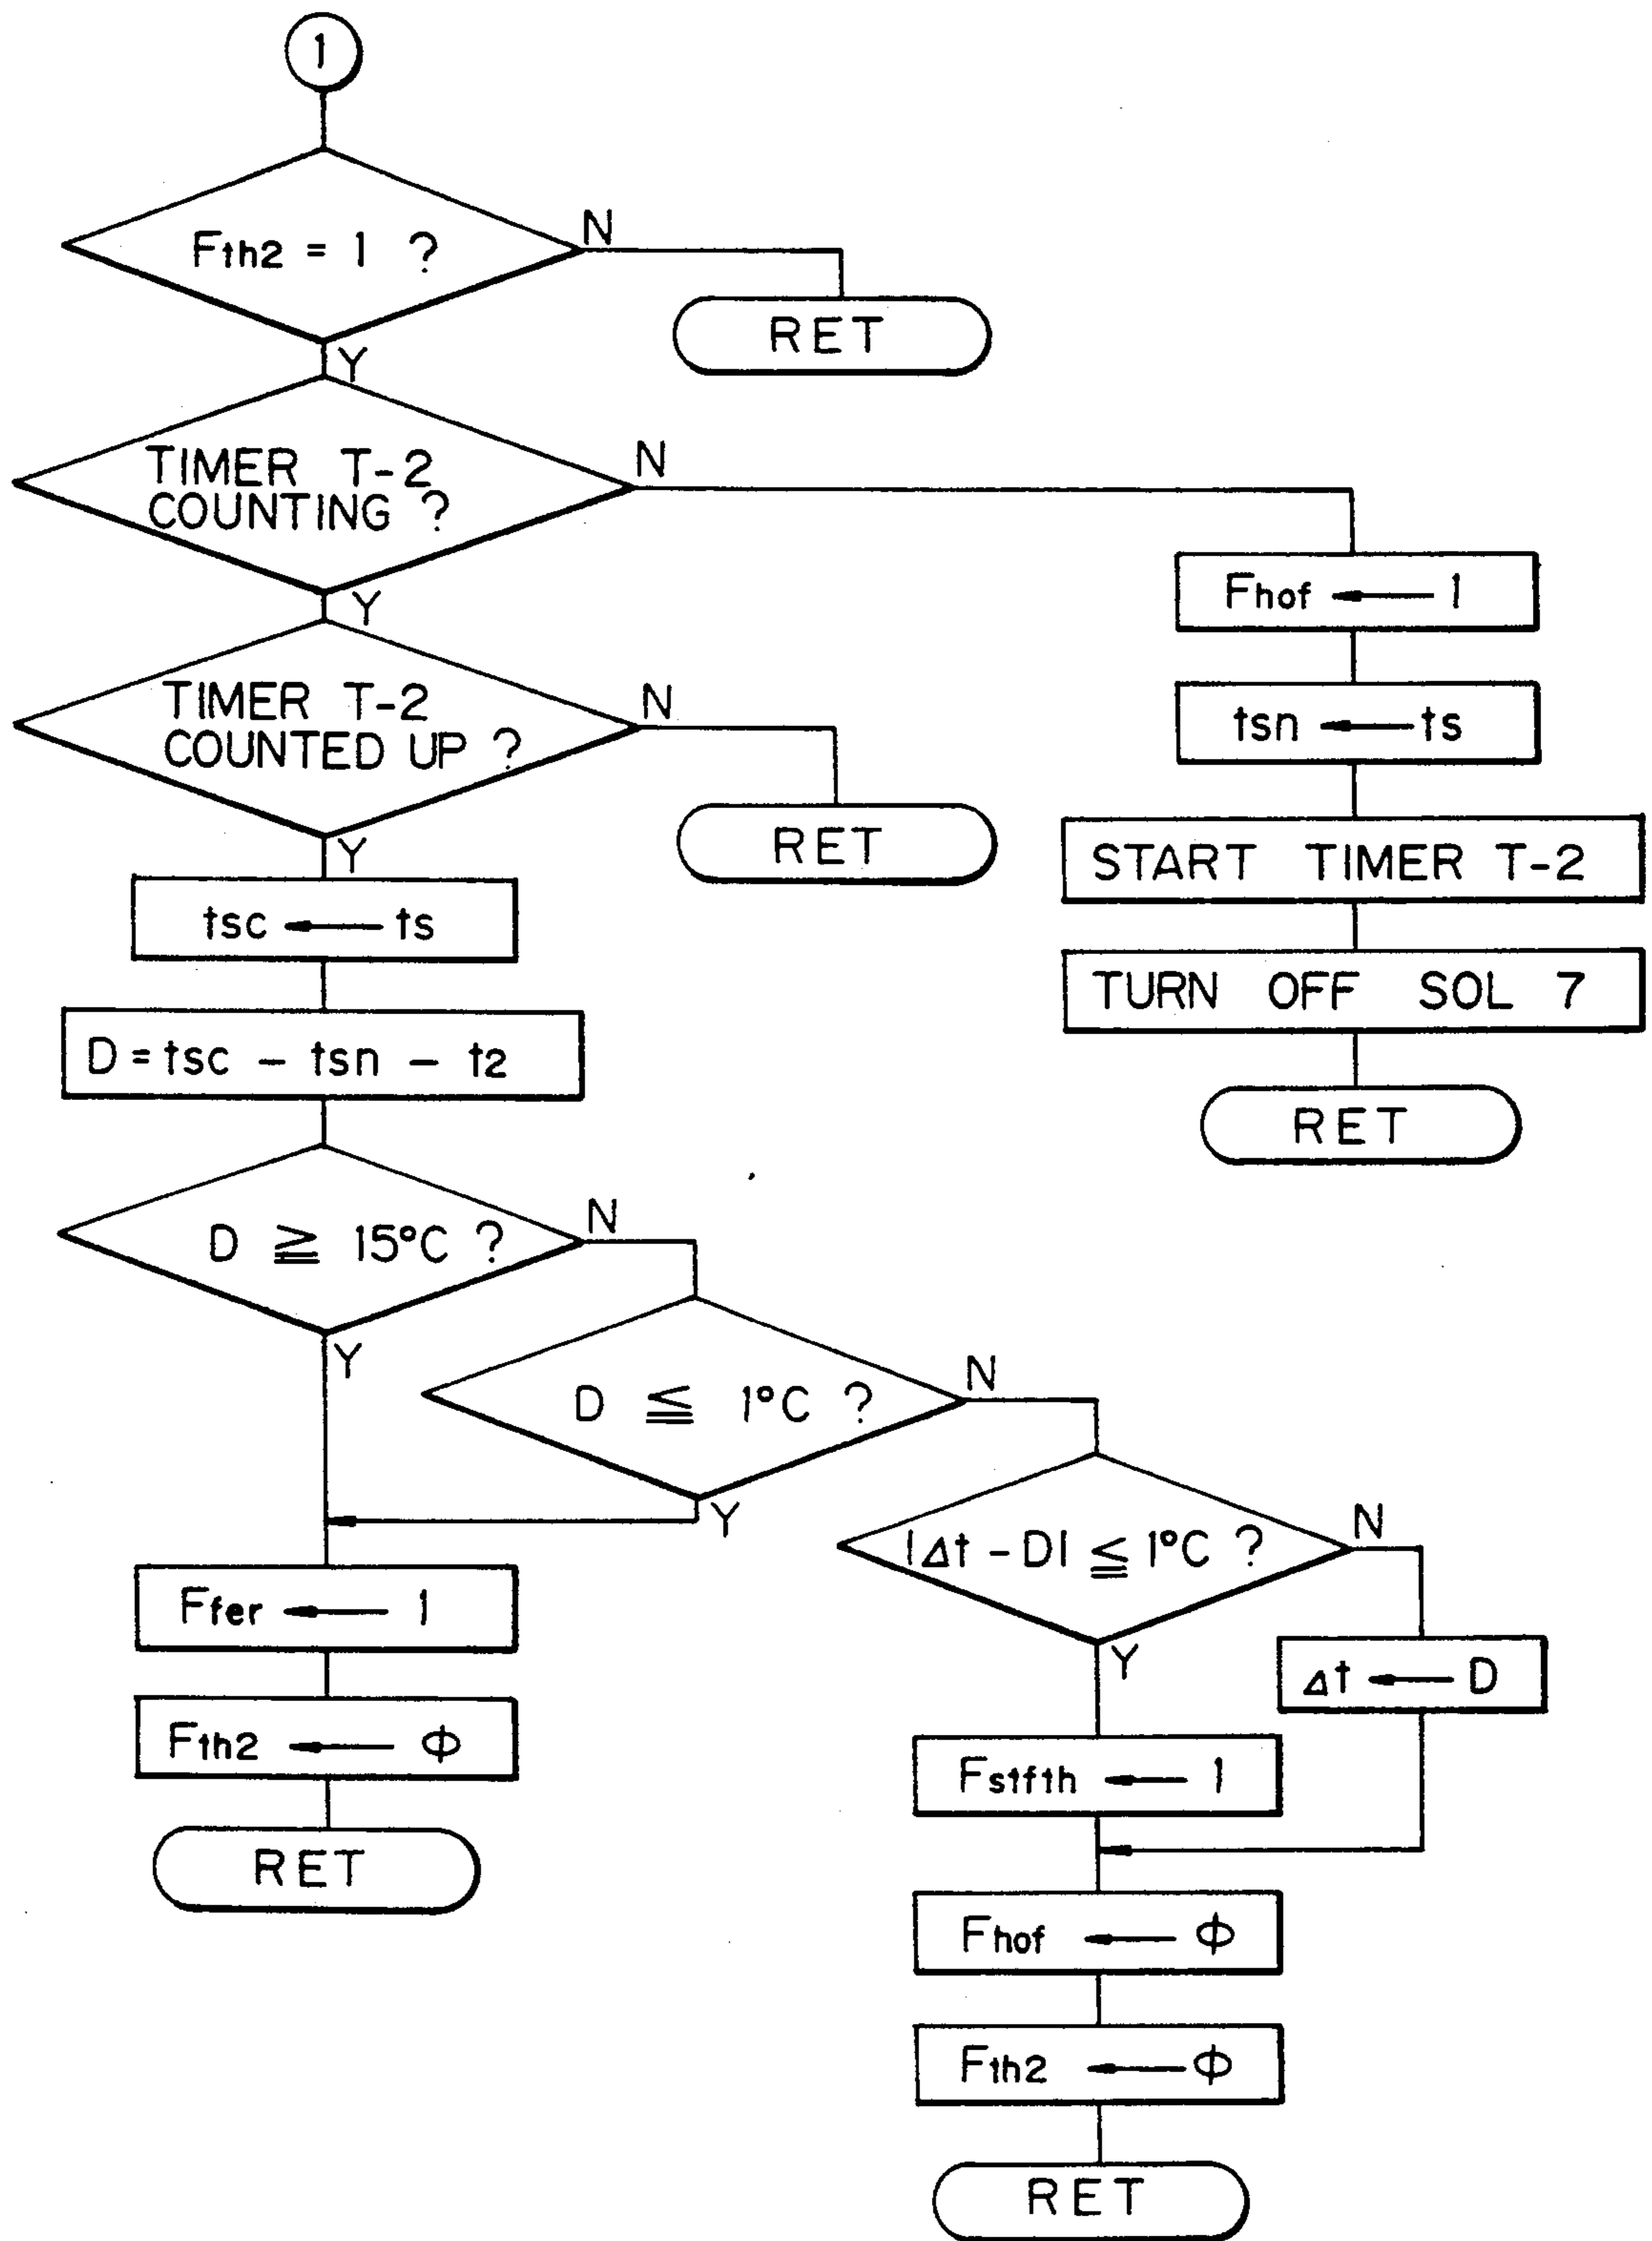 1
Fth2 = 1 ?
N
RET
Y
TIMER T-2
COUNTING ?
N
Y
Fhof ← 1
tsn ← ts
START TIMER T-2
TURN OFF SOL 7
RET
TIMER T-2
COUNTED UP ?
N
RET
Y
tsc ← ts
D = tsc - tsn - t2
D ≧ 15°C ?
N
Y
D ≦ 1°C ?
N
Y
|Δt - D| ≦ 1°C ?
N
Y
Δt ← D
Ffer ← 1
Fth2 ← Φ
RET
Fstfth ← 1
Fhof ← Φ
Fth2 ← Φ
RET